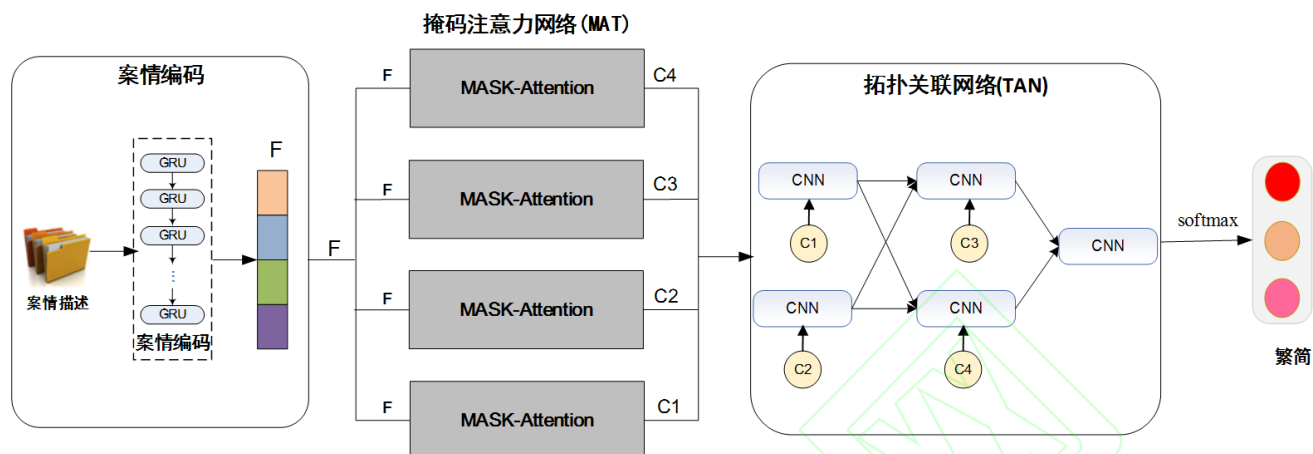 案情编码
案情描述
GRU
GRU
GRU
GRU
案情编码
F
F
掩码注意力网络(MAT)
F
MASK-Attention
C4
F
MASK-Attention
C3
F
MASK-Attention
C2
F
MASK-Attention
C1
拓扑关联网络(TAN)
CNN
CNN
C1
C3
CNN
CNN
CNN
C2
C4
softmax
繁简